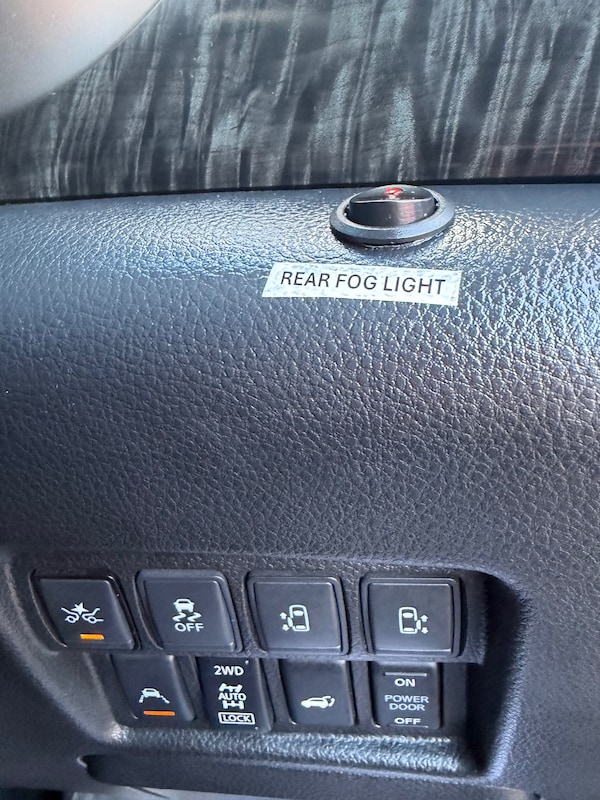 REAR FOG LIGHT
OFF
2WD
AUTO
LOCK
ON
POWER
DOOR
OFF